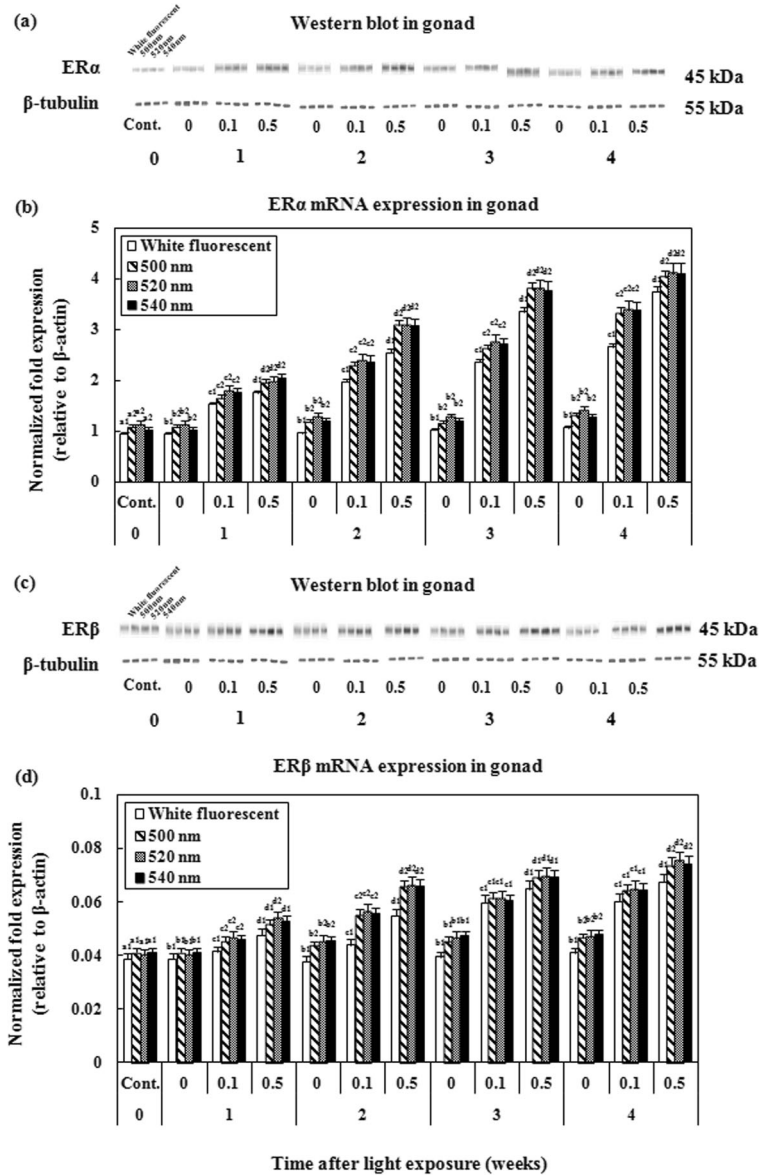 (a)
Western blot in gonad
White fluorescent
500nm
520nm
540nm
ERα
45 kDa
β-tubulin
55 kDa
Cont. 0 0.1 0.5 0 0.1 0.5 0 0.1 0.5 0 0.1 0.5
0 1 2 3 4
(b)
ERα mRNA expression in gonad
Normalized fold expression
(relative to β-actin)
5
4
3
2
1
0
White fluorescent
500 nm
520 nm
540 nm
Cont. 0 0.1 0.5 0 0.1 0.5 0 0.1 0.5 0 0.1 0.5
0 1 2 3 4
(c)
Western blot in gonad
White fluorescent
500nm
520nm
540nm
ERβ
45 kDa
β-tubulin
55 kDa
Cont. 0 0.1 0.5 0 0.1 0.5 0 0.1 0.5 0 0.1 0.5
0 1 2 3 4
(d)
ERβ mRNA expression in gonad
Normalized fold expression
(relative to β-actin)
0.1
0.08
0.06
0.04
0.02
0
White fluorescent
500 nm
520 nm
540 nm
Cont. 0 0.1 0.5 0 0.1 0.5 0 0.1 0.5 0 0.1 0.5
0 1 2 3 4
Time after light exposure (weeks)